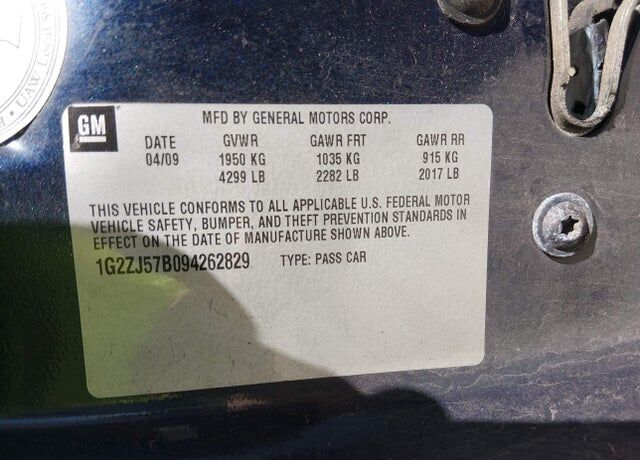 UAW Local
GM
MFD BY GENERAL MOTORS CORP.
DATE GVWR GAWR FRT GAWR RR
04/09 1950 KG 1035 KG 915 KG
4299 LB 2282 LB 2017 LB
THIS VEHICLE CONFORMS TO ALL APPLICABLE U.S. FEDERAL MOTOR
VEHICLE SAFETY, BUMPER, AND THEFT PREVENTION STANDARDS IN
EFFECT ON THE DATE OF MANUFACTURE SHOWN ABOVE.
1G2ZJ57B094262829 TYPE: PASS CAR